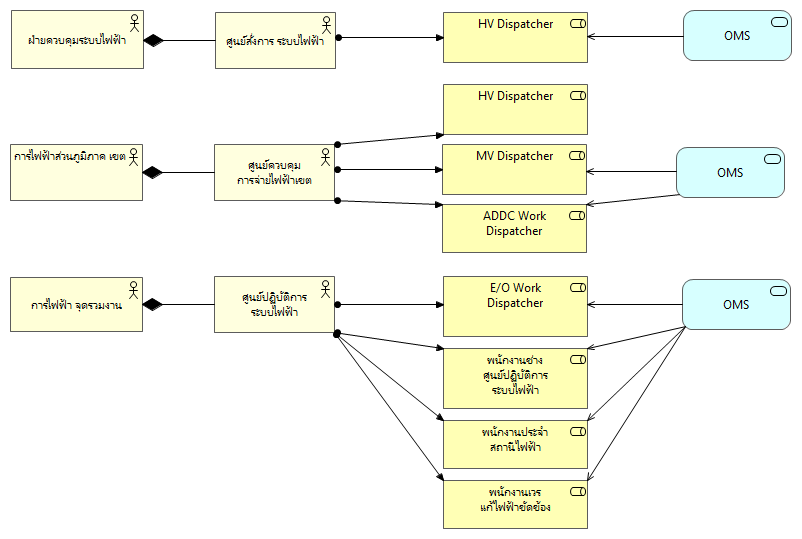 ฝ่ายควบคุมระบบไฟฟ้า
ศูนย์สั่งการ ระบบไฟฟ้า
HV Dispatcher
OMS
HV Dispatcher
การไฟฟ้าส่วนภูมิภาค เขต
ศูนย์ควบคุม
การจ่ายไฟฟ้าเขต
MV Dispatcher
OMS
ADDC Work
Dispatcher
การไฟฟ้า จุดรวมงาน
ศูนย์ปฏิบัติการ
ระบบไฟฟ้า
E/O Work
Dispatcher
OMS
พนักงานช่าง
ศูนย์ปฏิบัติการ
ระบบไฟฟ้า
พนักงานประจำ
สถานีไฟฟ้า
พนักงานเวร
แก้ไฟฟ้าขัดข้อง